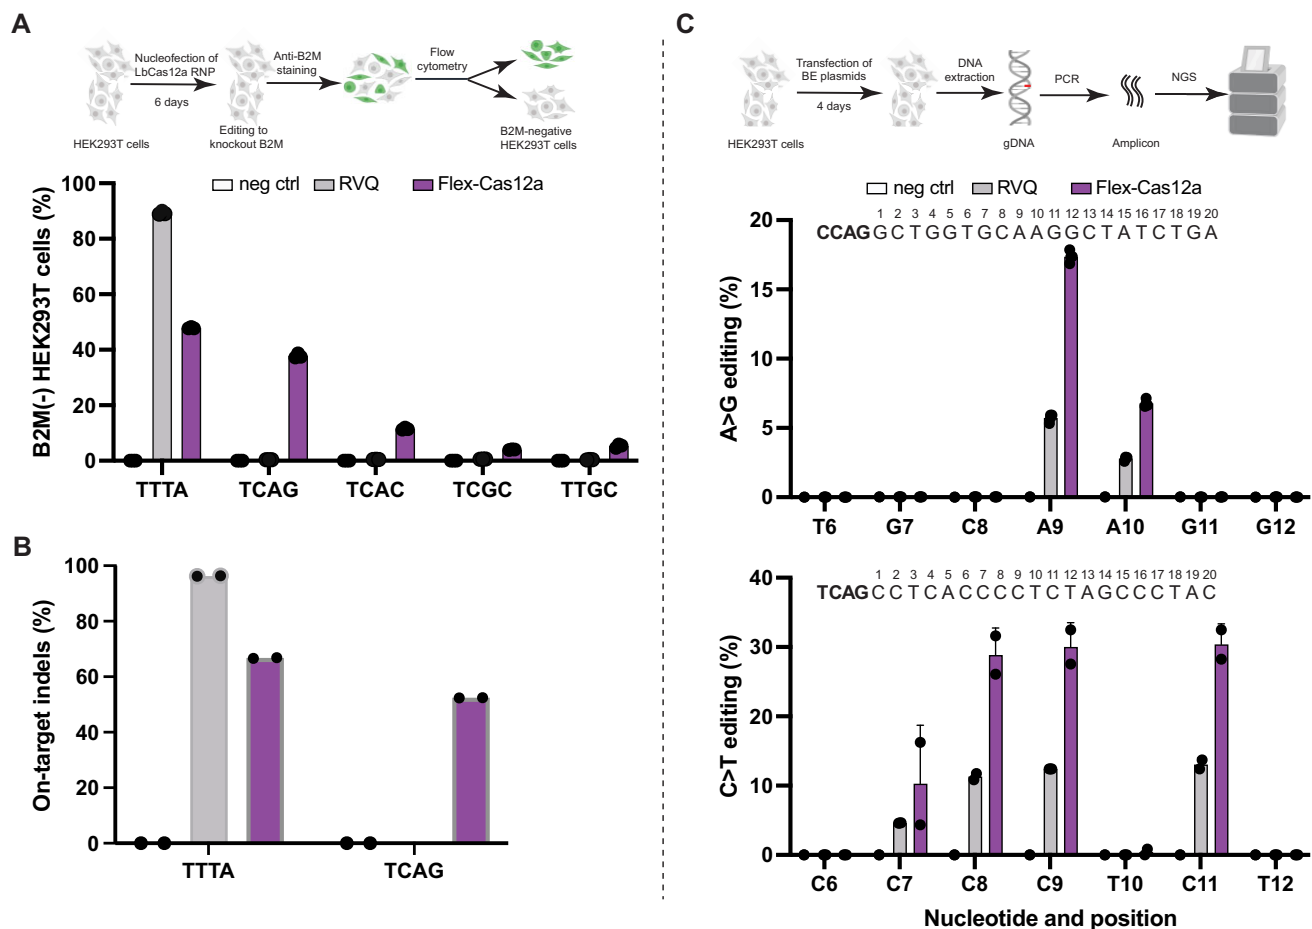 A
Nucleofection of
LbCas12a RNP
6 days
Anti-B2M
staining
Flow
cytometry
HEK293T cells
Editing to
knockout B2M
B2M-negative
HEK293T cells
neg ctrl RVQ Flex-Cas12a
B2M(-) HEK293T cells (%)
100
80
60
40
20
0
TTTA TCAG TCAC TCGC TTGC
B
On-target indels (%)
100
80
60
40
20
0
TTTA TCAG
C
Transfection of
BE plasmids
4 days
DNA
extraction
PCR
NGS
HEK293T cells
gDNA
Amplicon
neg ctrl RVQ Flex-Cas12a
1 2 3 4 5 6 7 8 9 10 11 12 13 14 15 16 17 18 19 20
CCAG G C T G G T G C A A G G C T A T C T G A
A>G editing (%)
20
15
10
5
0
T6 G7 C8 A9 A10 G11 G12
1 2 3 4 5 6 7 8 9 10 11 12 13 14 15 16 17 18 19 20
TCAG C C T C A C C C C T C T A G C C C T A C
C>T editing (%)
40
30
20
10
0
C6 C7 C8 C9 T10 C11 T12
Nucleotide and position